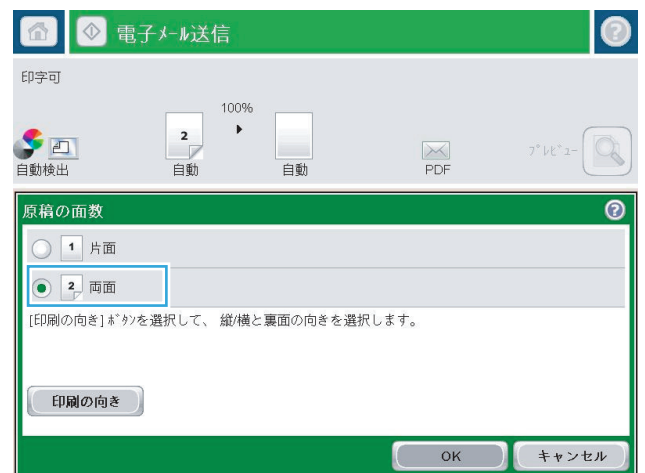 電子ﾒｰﾙ送信
印字可
100%
2
自動検出
自動
自動
PDF
ﾌﾟﾚﾋﾞｭｰ
原稿の面数
1 片面
2 両面
[印刷の向き]ﾎﾞﾀﾝを選択して、 縦/横と裏面の向きを選択します。
印刷の向き
OK
キャンセル